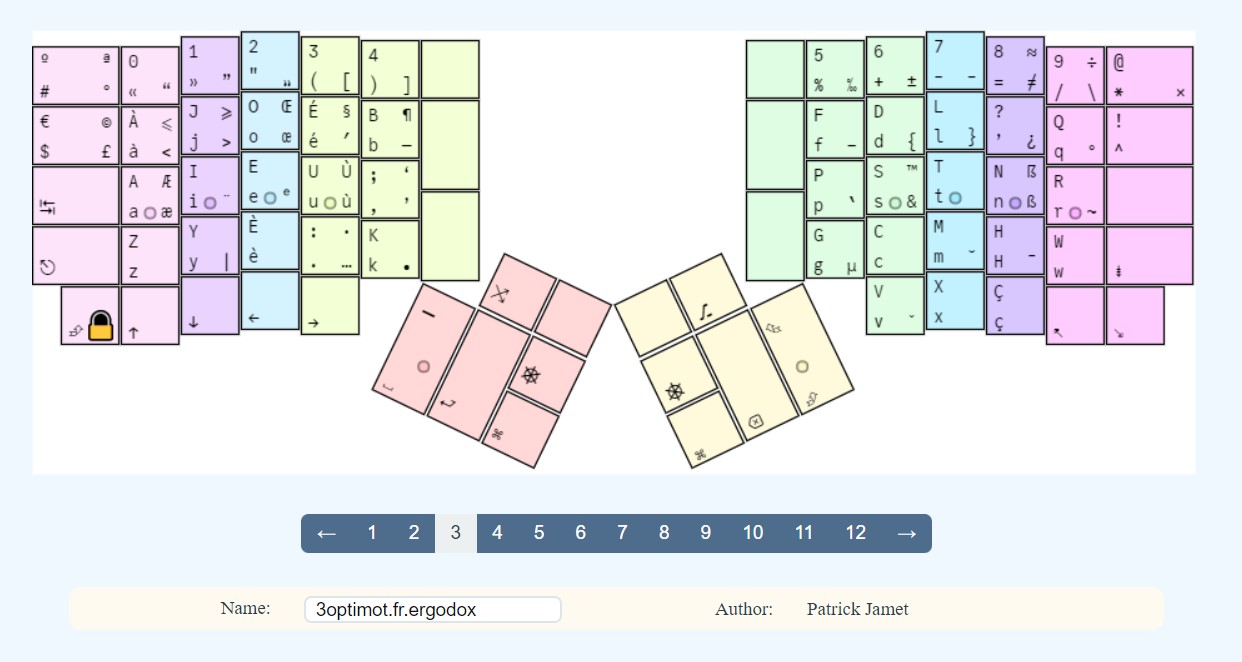 º ª 0 1 2 3 4 5 6 7 8 ≈ 9 ÷ @
# ° « “ » ” " „ ( [ ) ] % ‰ + ± - - = ≠ / \ * ×
€ © À ⩽ J ⩾ O Œ É § B ¶ F D L ? Q !
$ £ à < j > o œ é ′ b – f – d { l } ’ ¿ q ° ^
A Æ I E U Ù ; ‘ P S ™ T N ß R
a æ i ¨ e ᵉ u ù , ’ p ‵ s & t n ß r ~
Z Y È : · K G C M H W
z y | è . … k • g µ c m ˘ H ¯ w
V X Ç
v ˇ x ç
← 1 2 3 4 5 6 7 8 9 10 11 12 →
Name: 3optimot.fr.ergodox Author: Patrick Jamet